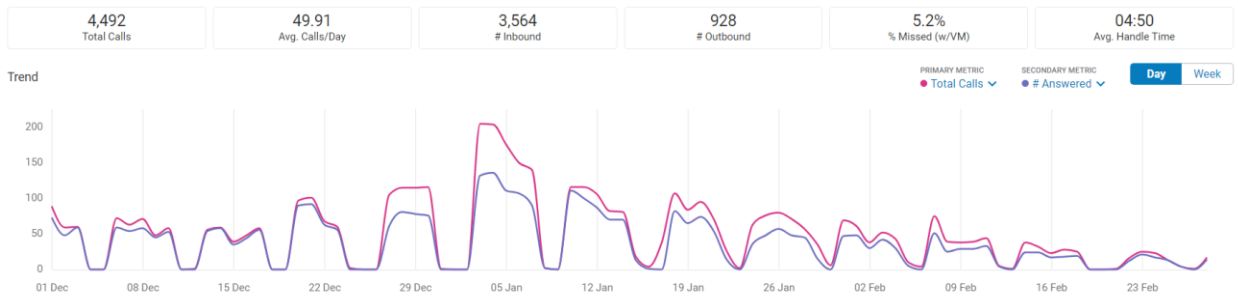 4,492
Total Calls
49.91
Avg. Calls/Day
3,564
# Inbound
928
# Outbound
5.2%
% Missed (w/VM)
04:50
Avg. Handle Time
Trend
PRIMARY METRIC
Total Calls
SECONDARY METRIC
# Answered
Day
Week
200
150
100
50
0
01 Dec
08 Dec
15 Dec
22 Dec
29 Dec
05 Jan
12 Jan
19 Jan
26 Jan
02 Feb
09 Feb
16 Feb
23 Feb